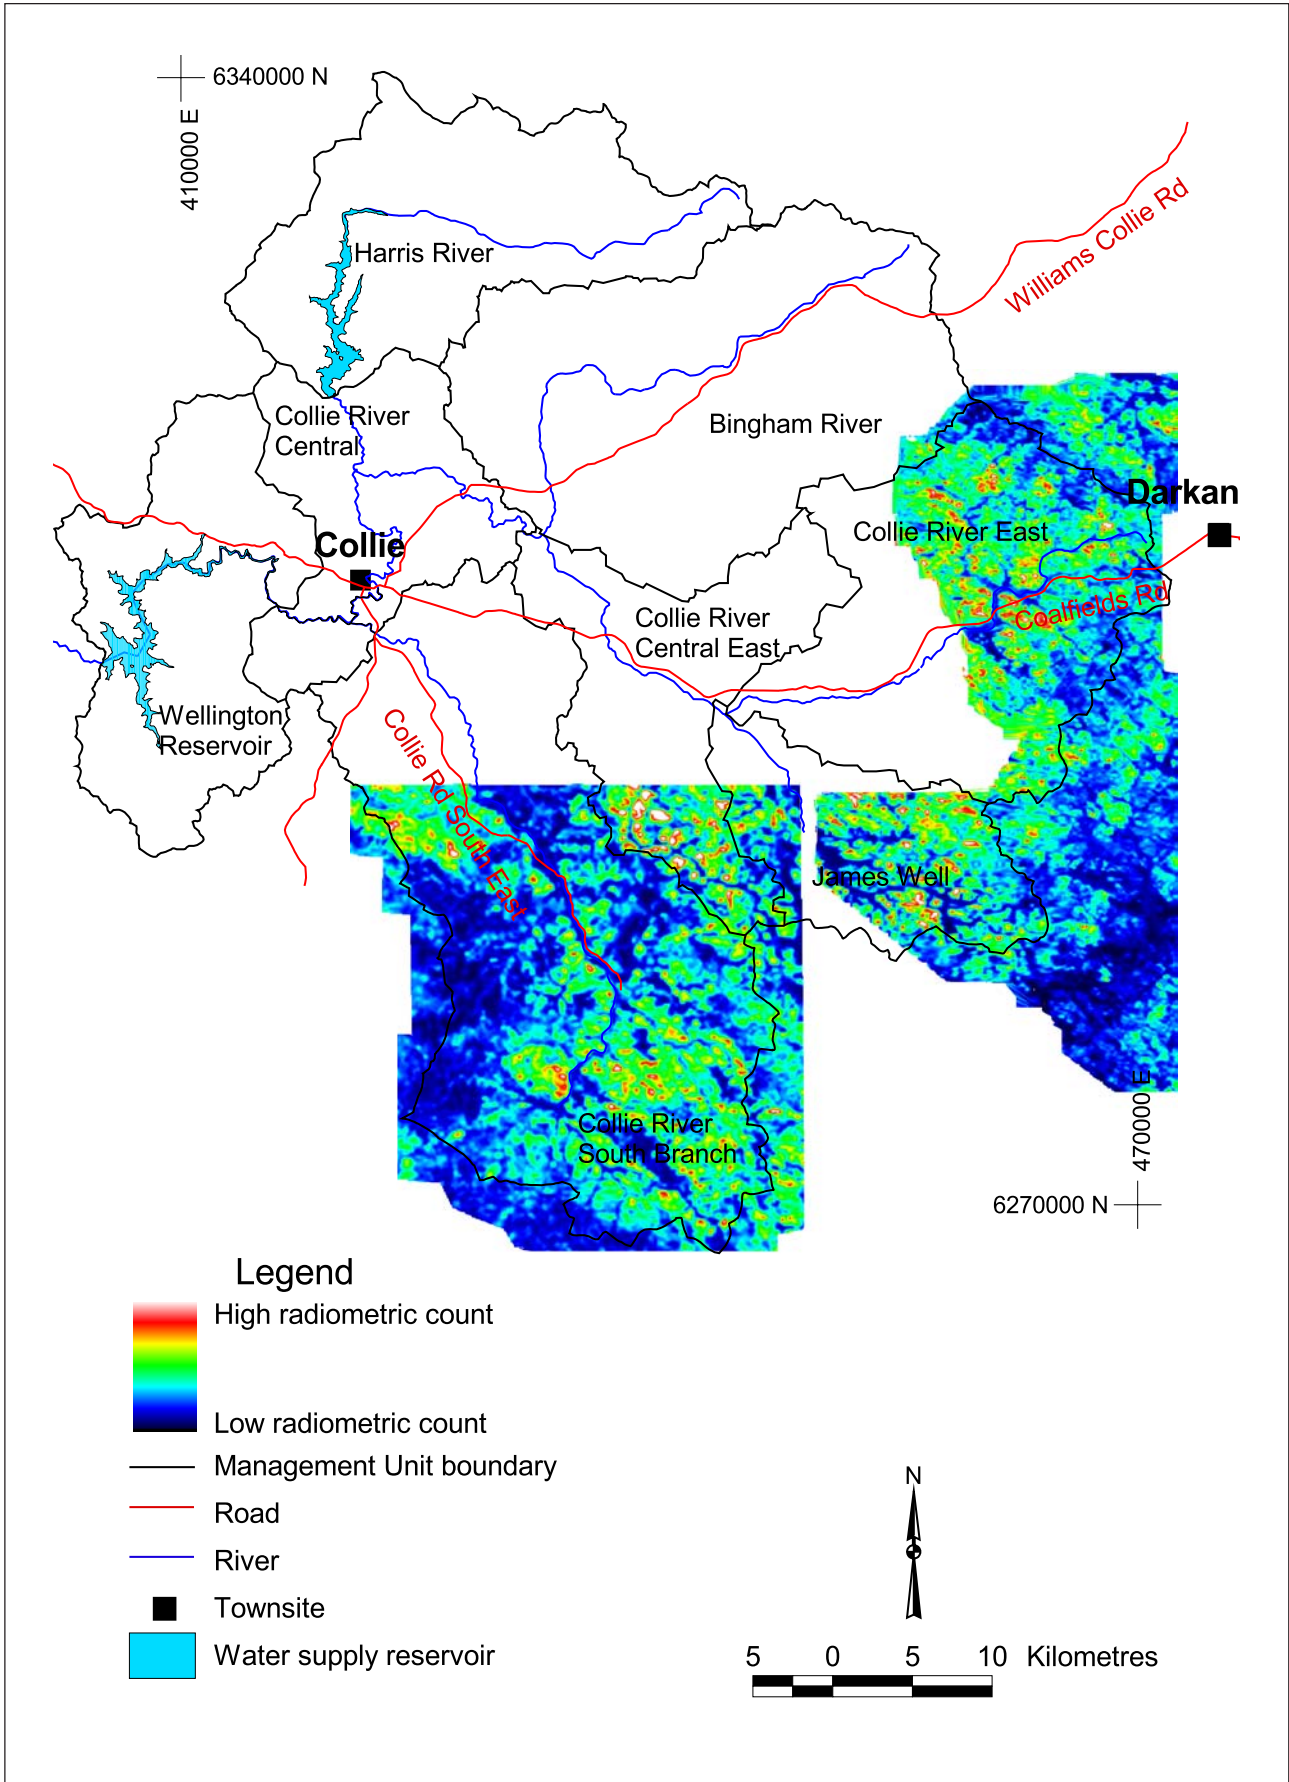 6340000 N
410000 E
Williams Collie Rd
Harris River
Collie River
Central
Bingham River
Darkan
Collie River East
Collie
Coalfields Rd
Collie River
Central East
Wellington
Reservoir
Collie Rd South East
James Well
Collie River
South Branch
470000 E
6270000 N
Legend
High radiometric count
Low radiometric count
Management Unit boundary
Road
River
Townsite
Water supply reservoir
N
5 0 5 10 Kilometres